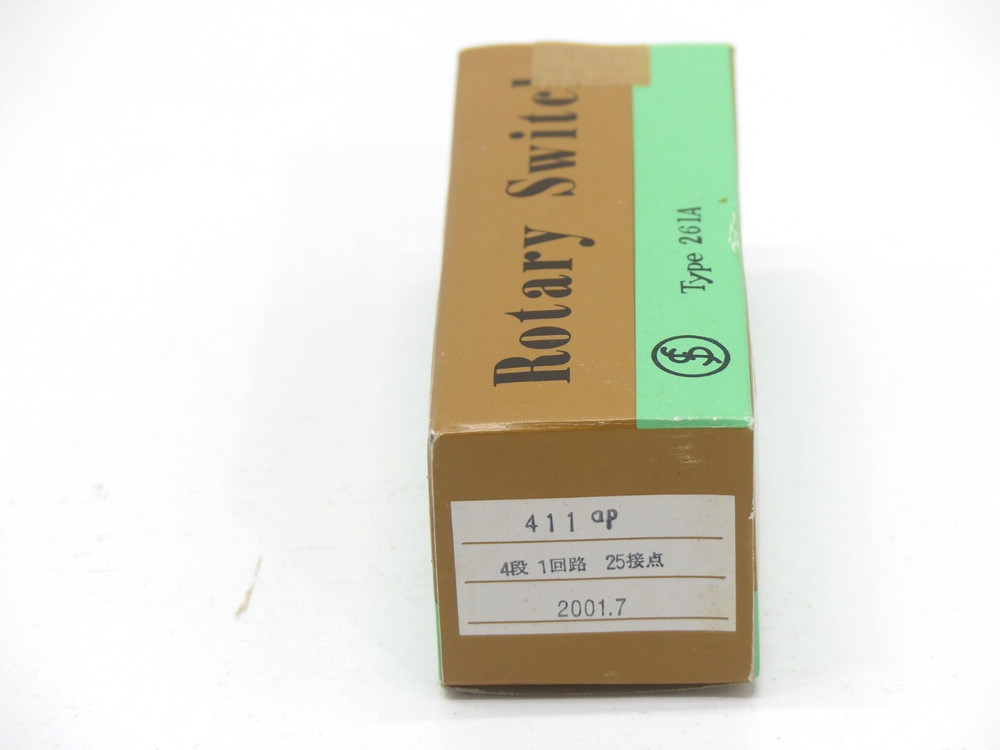 Rotary Switch
Type 261A
411 ap
4段 1回路 25接点
2001.7